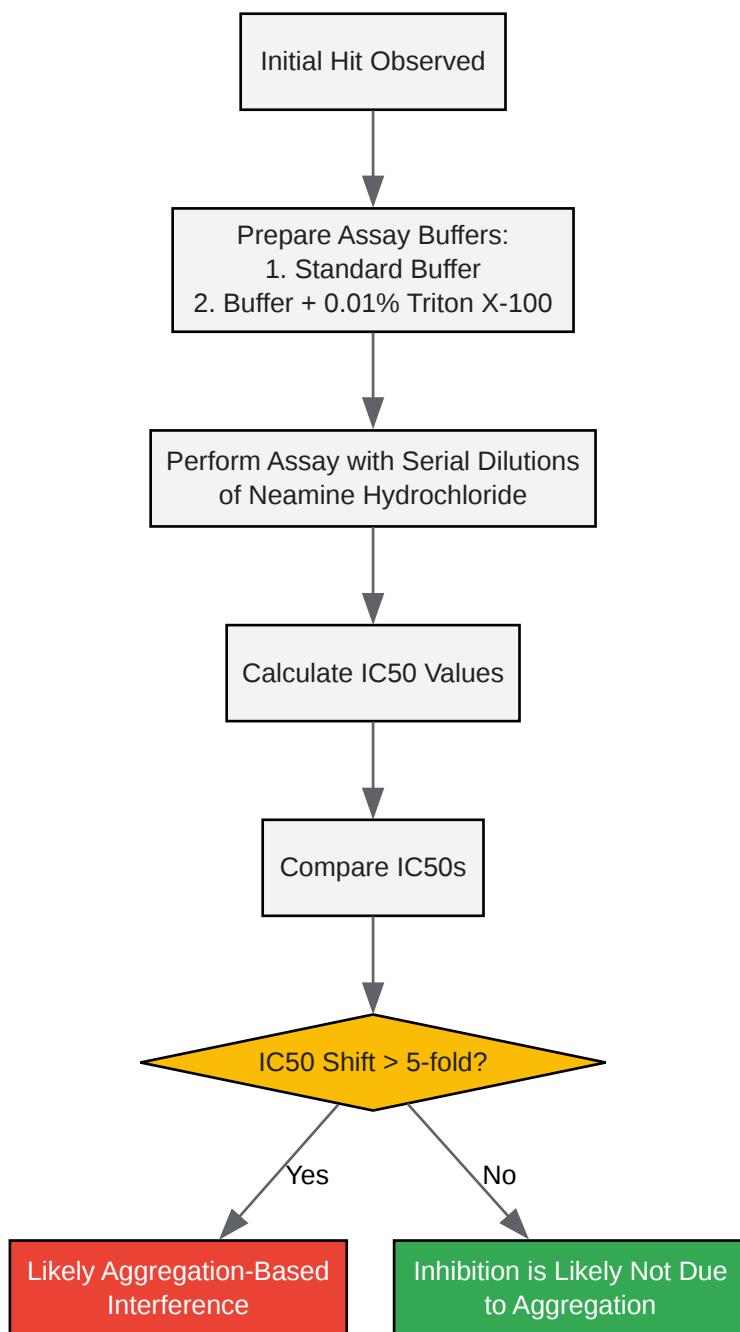 Initial Hit Observed
Prepare Assay Buffers:
1. Standard Buffer
2. Buffer + 0.01% Triton X-100
Perform Assay with Serial Dilutions
of Neamine Hydrochloride
Calculate IC50 Values
Compare IC50s
IC50 Shift > 5-fold?
Yes
No
Likely Aggregation-Based
Interference
Inhibition is Likely Not Due
to Aggregation